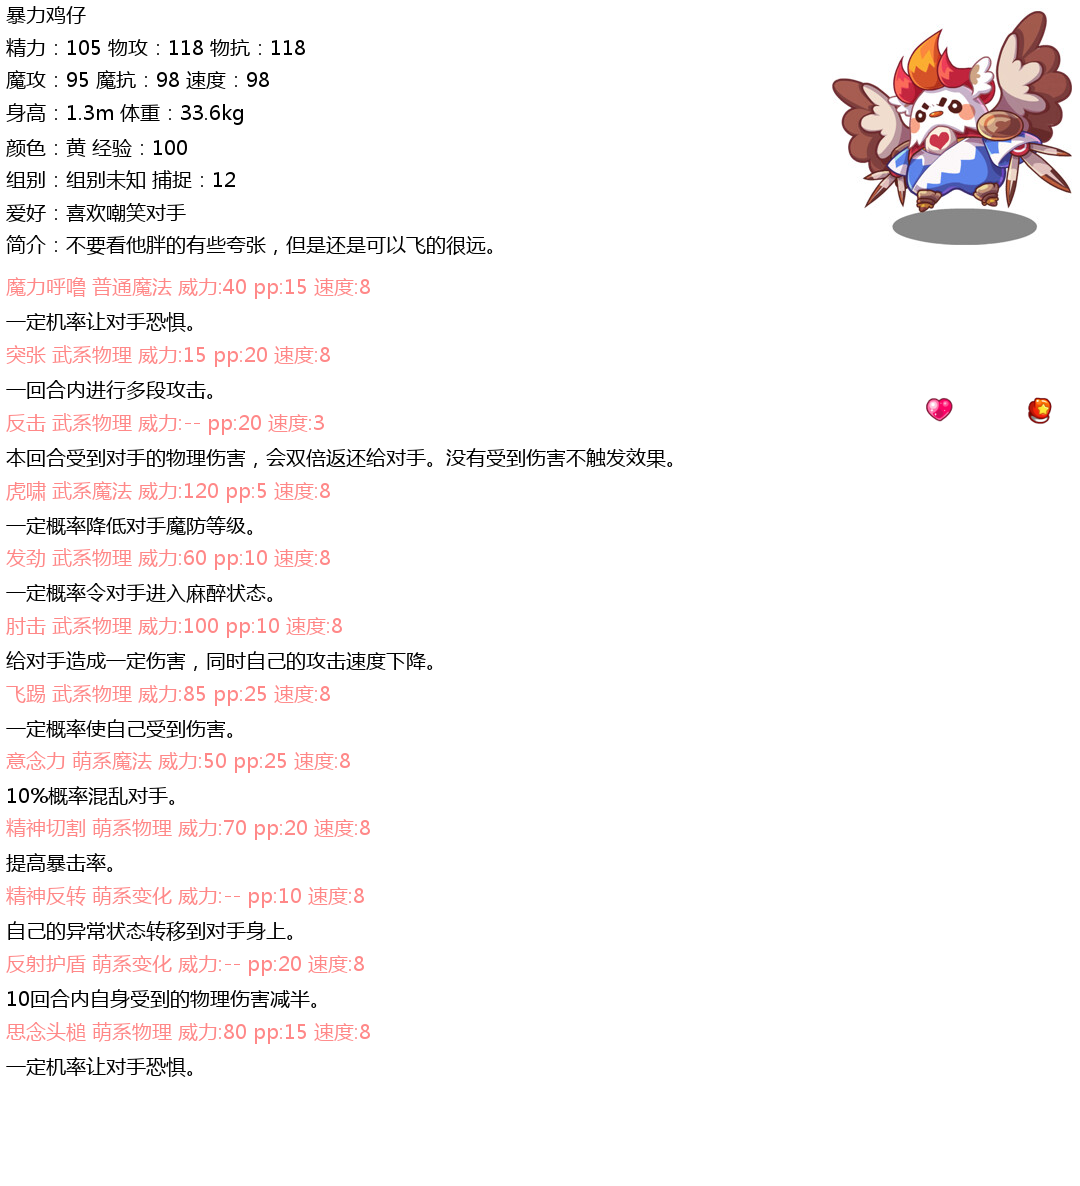 暴力鸡仔
精力：105 物攻：118 物抗：118
魔攻：95 魔抗：98 速度：98
身高：1.3m 体重：33.6kg
颜色：黄 经验：100
组别：组别未知 捕捉：12
爱好：喜欢嘲笑对手
简介：不要看他胖的有些夸张，但是还是可以飞的很远。
魔力呼噜 普通魔法 威力:40 pp:15 速度:8
一定机率让对手恐惧。
突张 武系物理 威力:15 pp:20 速度:8
一回合内进行多段攻击。
反击 武系物理 威力:-- pp:20 速度:3
本回合受到对手的物理伤害，会双倍返还给对手。没有受到伤害不触发效果。
虎啸 武系魔法 威力:120 pp:5 速度:8
一定概率降低对手魔防等级。
发劲 武系物理 威力:60 pp:10 速度:8
一定概率令对手进入麻醉状态。
肘击 武系物理 威力:100 pp:10 速度:8
给对手造成一定伤害，同时自己的攻击速度下降。
飞踢 武系物理 威力:85 pp:25 速度:8
一定概率使自己受到伤害。
意念力 萌系魔法 威力:50 pp:25 速度:8
10%概率混乱对手。
精神切割 萌系物理 威力:70 pp:20 速度:8
提高暴击率。
精神反转 萌系变化 威力:-- pp:10 速度:8
自己的异常状态转移到对手身上。
反射护盾 萌系变化 威力:-- pp:20 速度:8
10回合内自身受到的物理伤害减半。
思念头槌 萌系物理 威力:80 pp:15 速度:8
一定机率让对手恐惧。